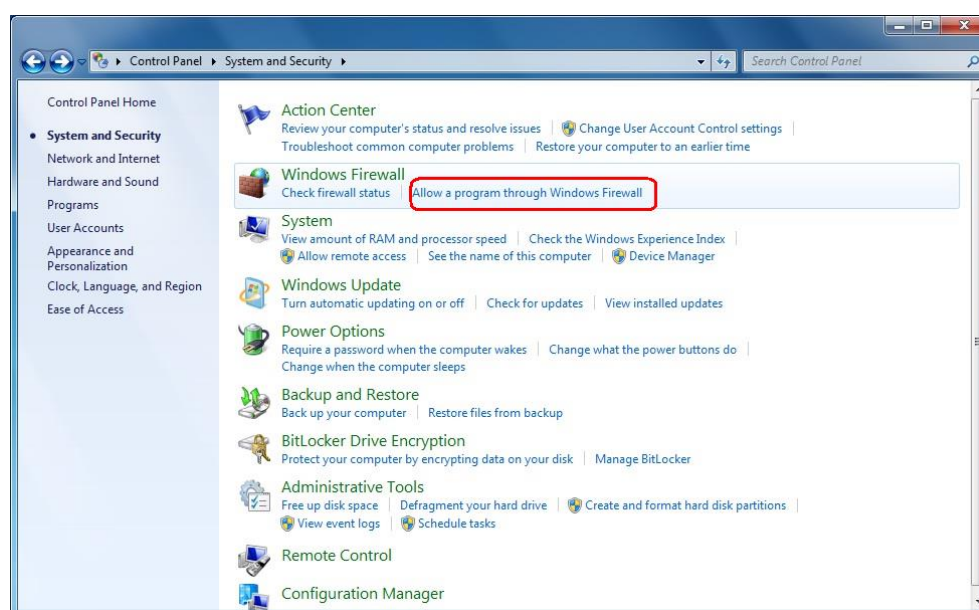 Control Panel ▸ System and Security ▸
Search Control Panel
Control Panel Home
System and Security
Network and Internet
Hardware and Sound
Programs
User Accounts
Appearance and
Personalization
Clock, Language, and Region
Ease of Access
Action Center
Review your computer's status and resolve issues | Change User Account Control settings
Troubleshoot common computer problems | Restore your computer to an earlier time
Windows Firewall
Check firewall status | Allow a program through Windows Firewall
System
View amount of RAM and processor speed | Check the Windows Experience Index
Allow remote access | See the name of this computer | Device Manager
Windows Update
Turn automatic updating on or off | Check for updates | View installed updates
Power Options
Require a password when the computer wakes | Change what the power buttons do
Change when the computer sleeps
Backup and Restore
Back up your computer | Restore files from backup
BitLocker Drive Encryption
Protect your computer by encrypting data on your disk | Manage BitLocker
Administrative Tools
Free up disk space | Defragment your hard drive | Create and format hard disk partitions
View event logs | Schedule tasks
Remote Control
Configuration Manager